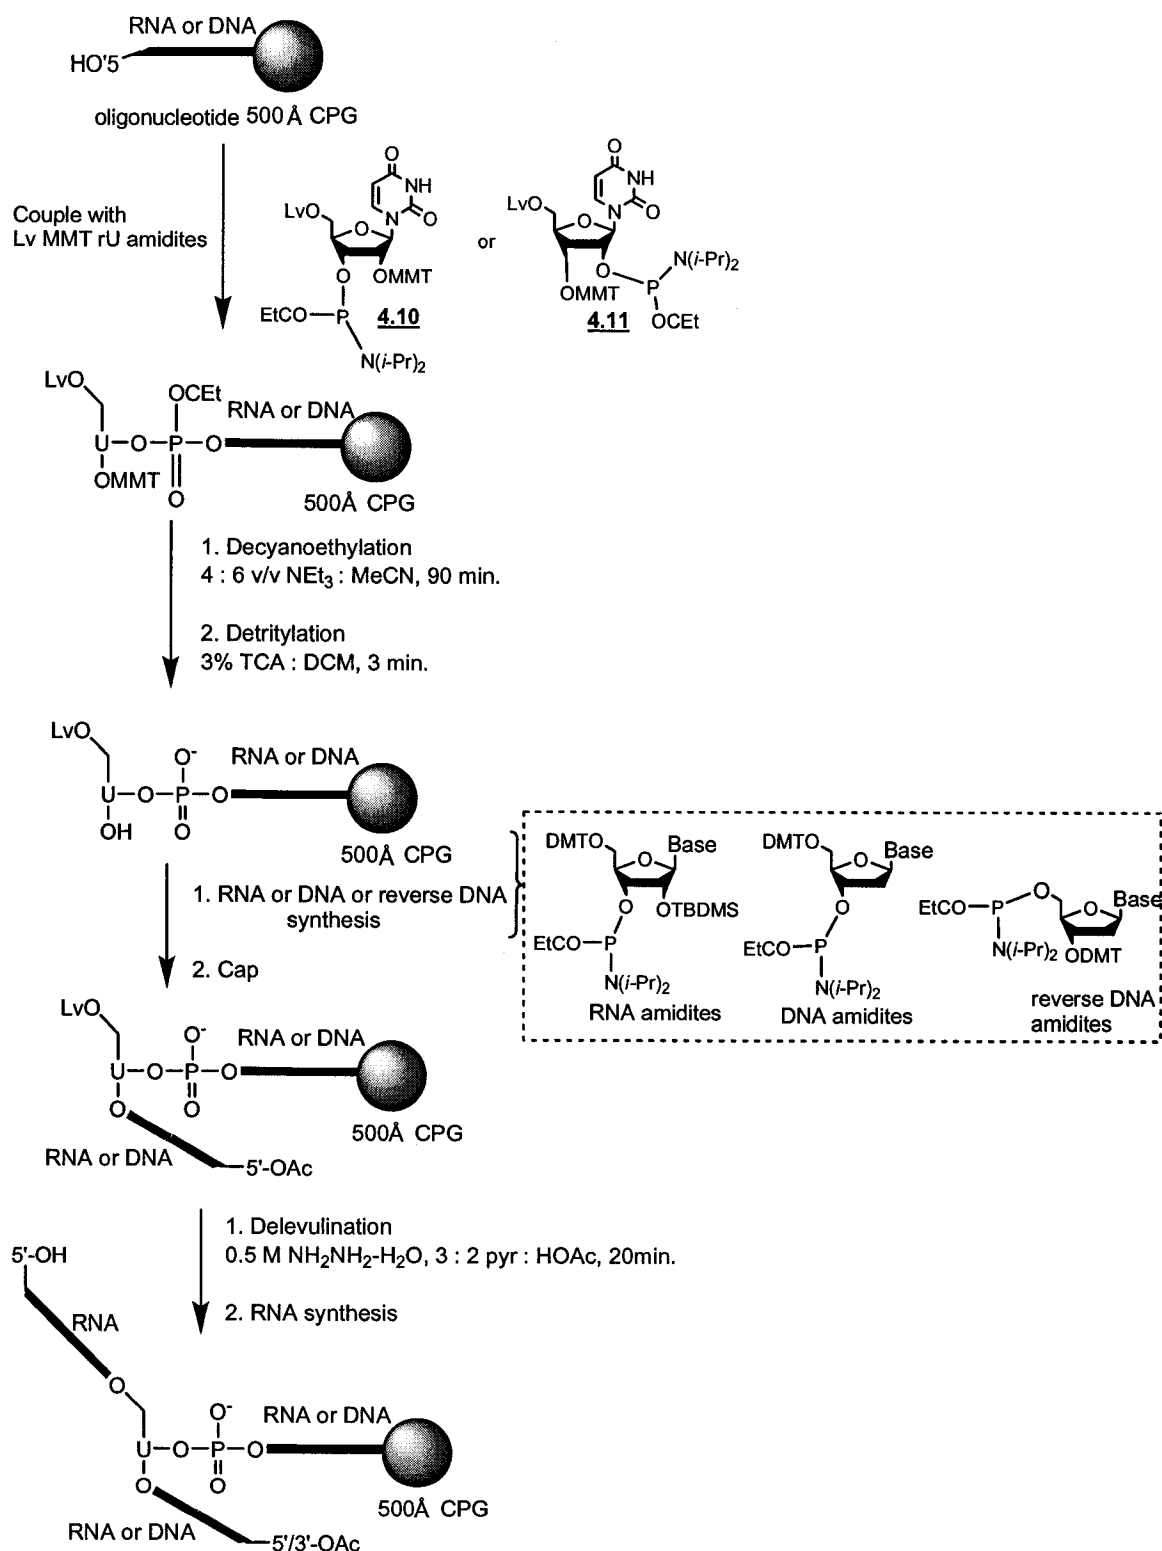 RNA or DNA
HO'5
oligonucleotide 500Å CPG
Couple with
Lv MMT rU amidites
LvO
O
O
NH
N
O
OMMT
O
EtCO
P
N(i-Pr)2
4.10
or
LvO
O
O
NH
N
O
O
OMMT
P
N(i-Pr)2
OCEt
4.11
LvO
OCEt
RNA or DNA
U-O-P-O
OMMT
O
500Å CPG
1. Decyanoethylation
4 : 6 v/v NEt3 : MeCN, 90 min.
2. Detritylation
3% TCA : DCM, 3 min.
LvO
O-
RNA or DNA
U-O-P-O
OH
O
500Å CPG
1. RNA or DNA or reverse DNA
synthesis
2. Cap
DMTO
O
Base
O
OTBDMS
EtCO-P
N(i-Pr)2
RNA amidites
DMTO
O
Base
O
EtCO-P
N(i-Pr)2
DNA amidites
O
O
Base
EtCO-P
N(i-Pr)2
ODMT
reverse DNA
amidites
LvO
O-
RNA or DNA
U-O-P-O
O
O
500Å CPG
RNA or DNA
5'-OAc
1. Delevulination
0.5 M NH2NH2-H2O, 3 : 2 pyr : HOAc, 20min.
2. RNA synthesis
5'-OH
RNA
O
O-
RNA or DNA
U-O-P-O
O
O
500Å CPG
RNA or DNA
5'/3'-OAc